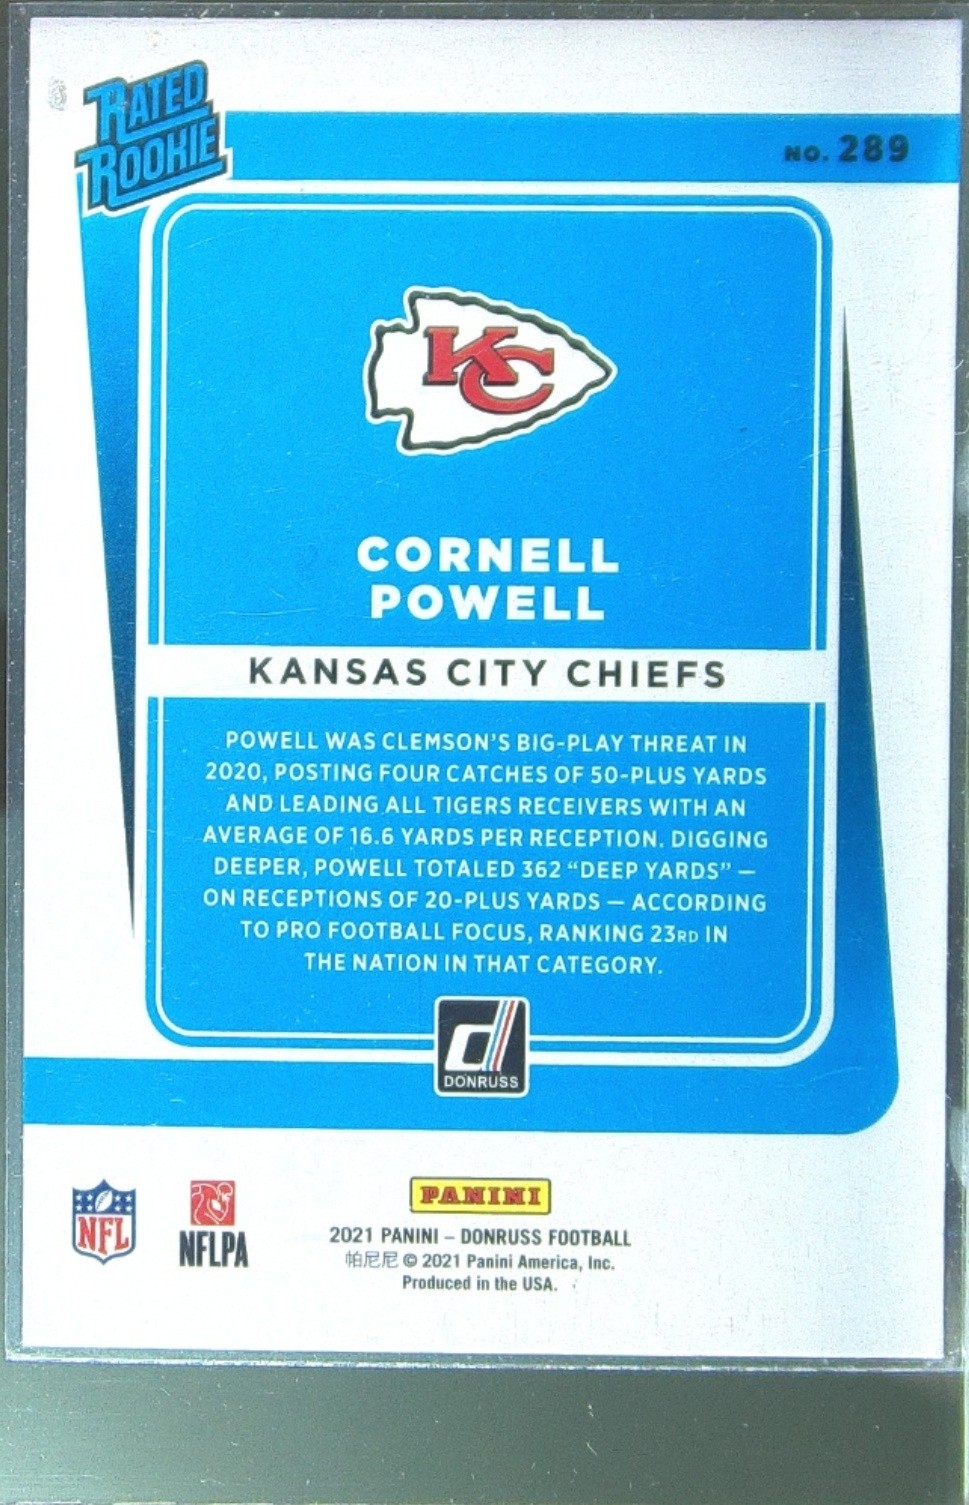 RATED
ROOKIE
NO. 289
KC
CORNELL
POWELL
KANSAS CITY CHIEFS
POWELL WAS CLEMSON'S BIG-PLAY THREAT IN
2020, POSTING FOUR CATCHES OF 50-PLUS YARDS
AND LEADING ALL TIGERS RECEIVERS WITH AN
AVERAGE OF 16.6 YARDS PER RECEPTION. DIGGING
DEEPER, POWELL TOTALED 362 “DEEP YARDS” —
ON RECEPTIONS OF 20-PLUS YARDS — ACCORDING
TO PRO FOOTBALL FOCUS, RANKING 23RD IN
THE NATION IN THAT CATEGORY.
d
DONRUSS
NFL
NFLPA
PANINI
2021 PANINI – DONRUSS FOOTBALL
帕尼尼 © 2021 Panini America, Inc.
Produced in the USA.